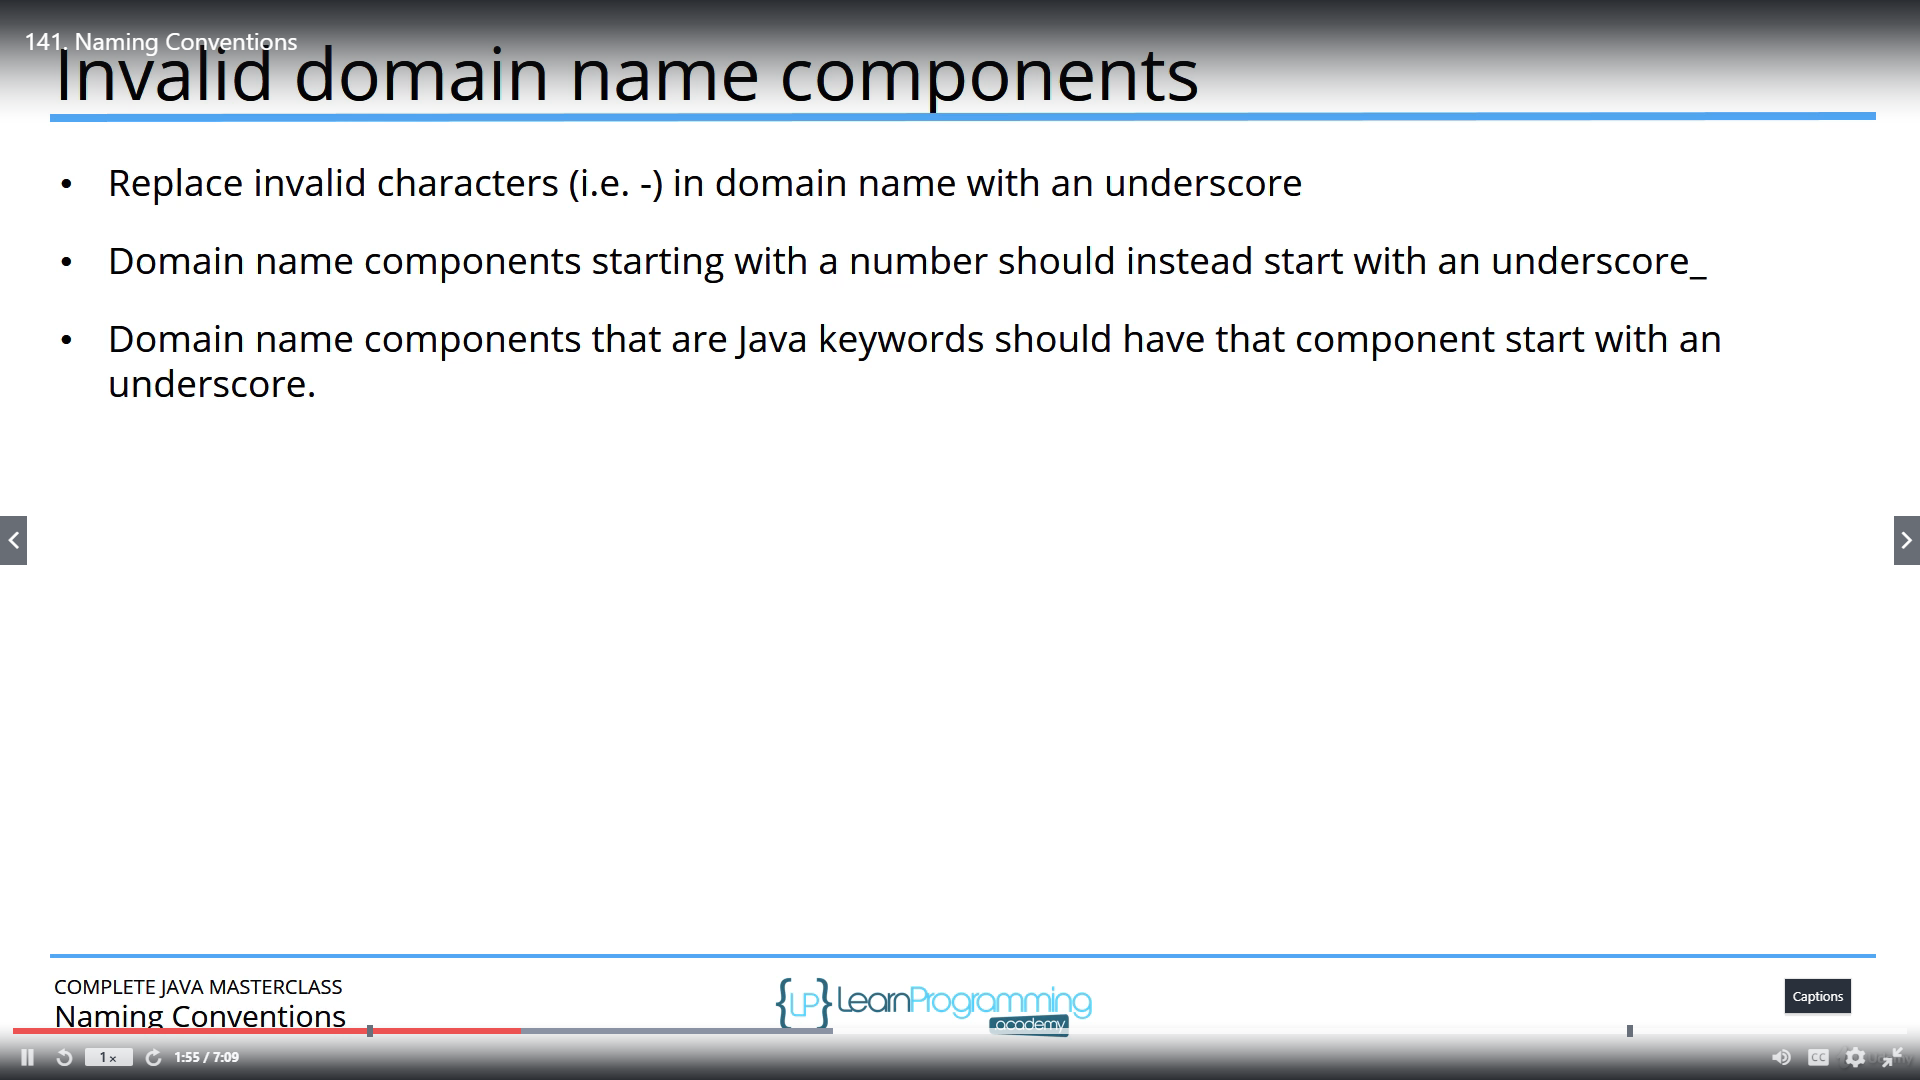 141. Naming Conventions
Invalid domain name components
• Replace invalid characters (i.e. -) in domain name with an underscore
• Domain name components starting with a number should instead start with an underscore_
• Domain name components that are Java keywords should have that component start with an
underscore.
COMPLETE JAVA MASTERCLASS
Naming Conventions
{LP} LearnProgramming
academy
Captions
1x
1:55 / 7:09
CC